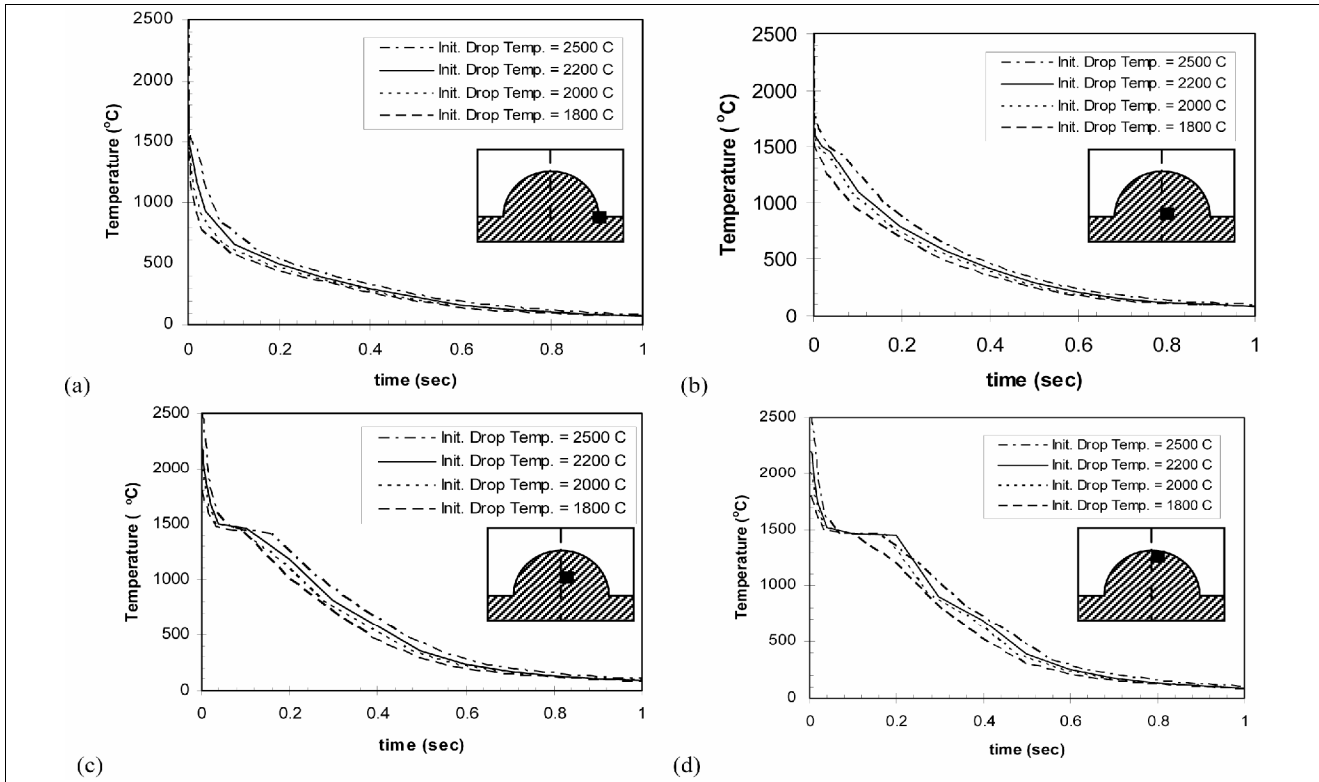 2500
2000
1500
1000
500
0
Temperature (°C)
Init. Drop Temp. = 2500 C
Init. Drop Temp. = 2200 C
Init. Drop Temp. = 2000 C
Init. Drop Temp. = 1800 C
0 0.2 0.4 0.6 0.8 1
time (sec)
(a)
2500
2000
1500
1000
500
0
Temperature ( °C)
Init. Drop Temp. = 2500 C
Init. Drop Temp. = 2200 C
Init. Drop Temp. = 2000 C
Init. Drop Temp. = 1800 C
0 0.2 0.4 0.6 0.8 1
time (sec)
(b)
2500
2000
1500
1000
500
0
Temperature ( °C)
Init. Drop Temp. = 2500 C
Init. Drop Temp. = 2200 C
Init. Drop Temp. = 2000 C
Init. Drop Temp. = 1800 C
0 0.2 0.4 0.6 0.8 1
time (sec)
(c)
2500
2000
1500
1000
500
0
Temperature (°C)
Init. Drop Temp. = 2500 C
Init. Drop Temp. = 2200 C
Init. Drop Temp. = 2000 C
Init. Drop Temp. = 1800 C
0 0.2 0.4 0.6 0.8 1
time (sec)
(d)